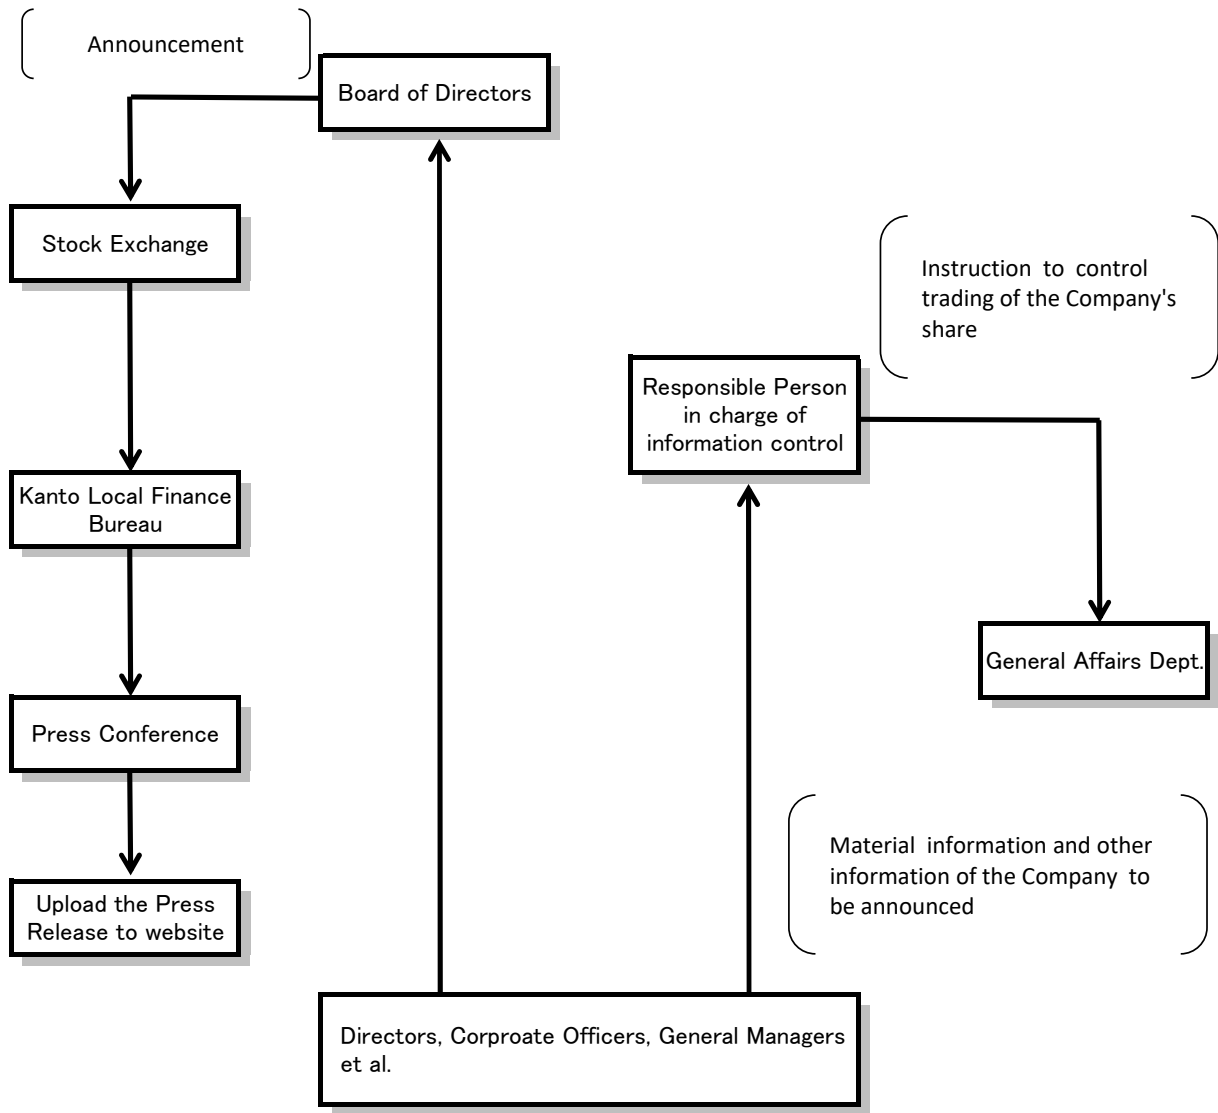 Announcement
Board of Directors
Stock Exchange
Instruction to control
trading of the Company's
share
Responsible Person
in charge of
information control
Kanto Local Finance
Bureau
General Affairs Dept.
Press Conference
Material information and other
information of the Company to
be announced
Upload the Press
Release to website
Directors, Corproate Officers, General Managers
et al.